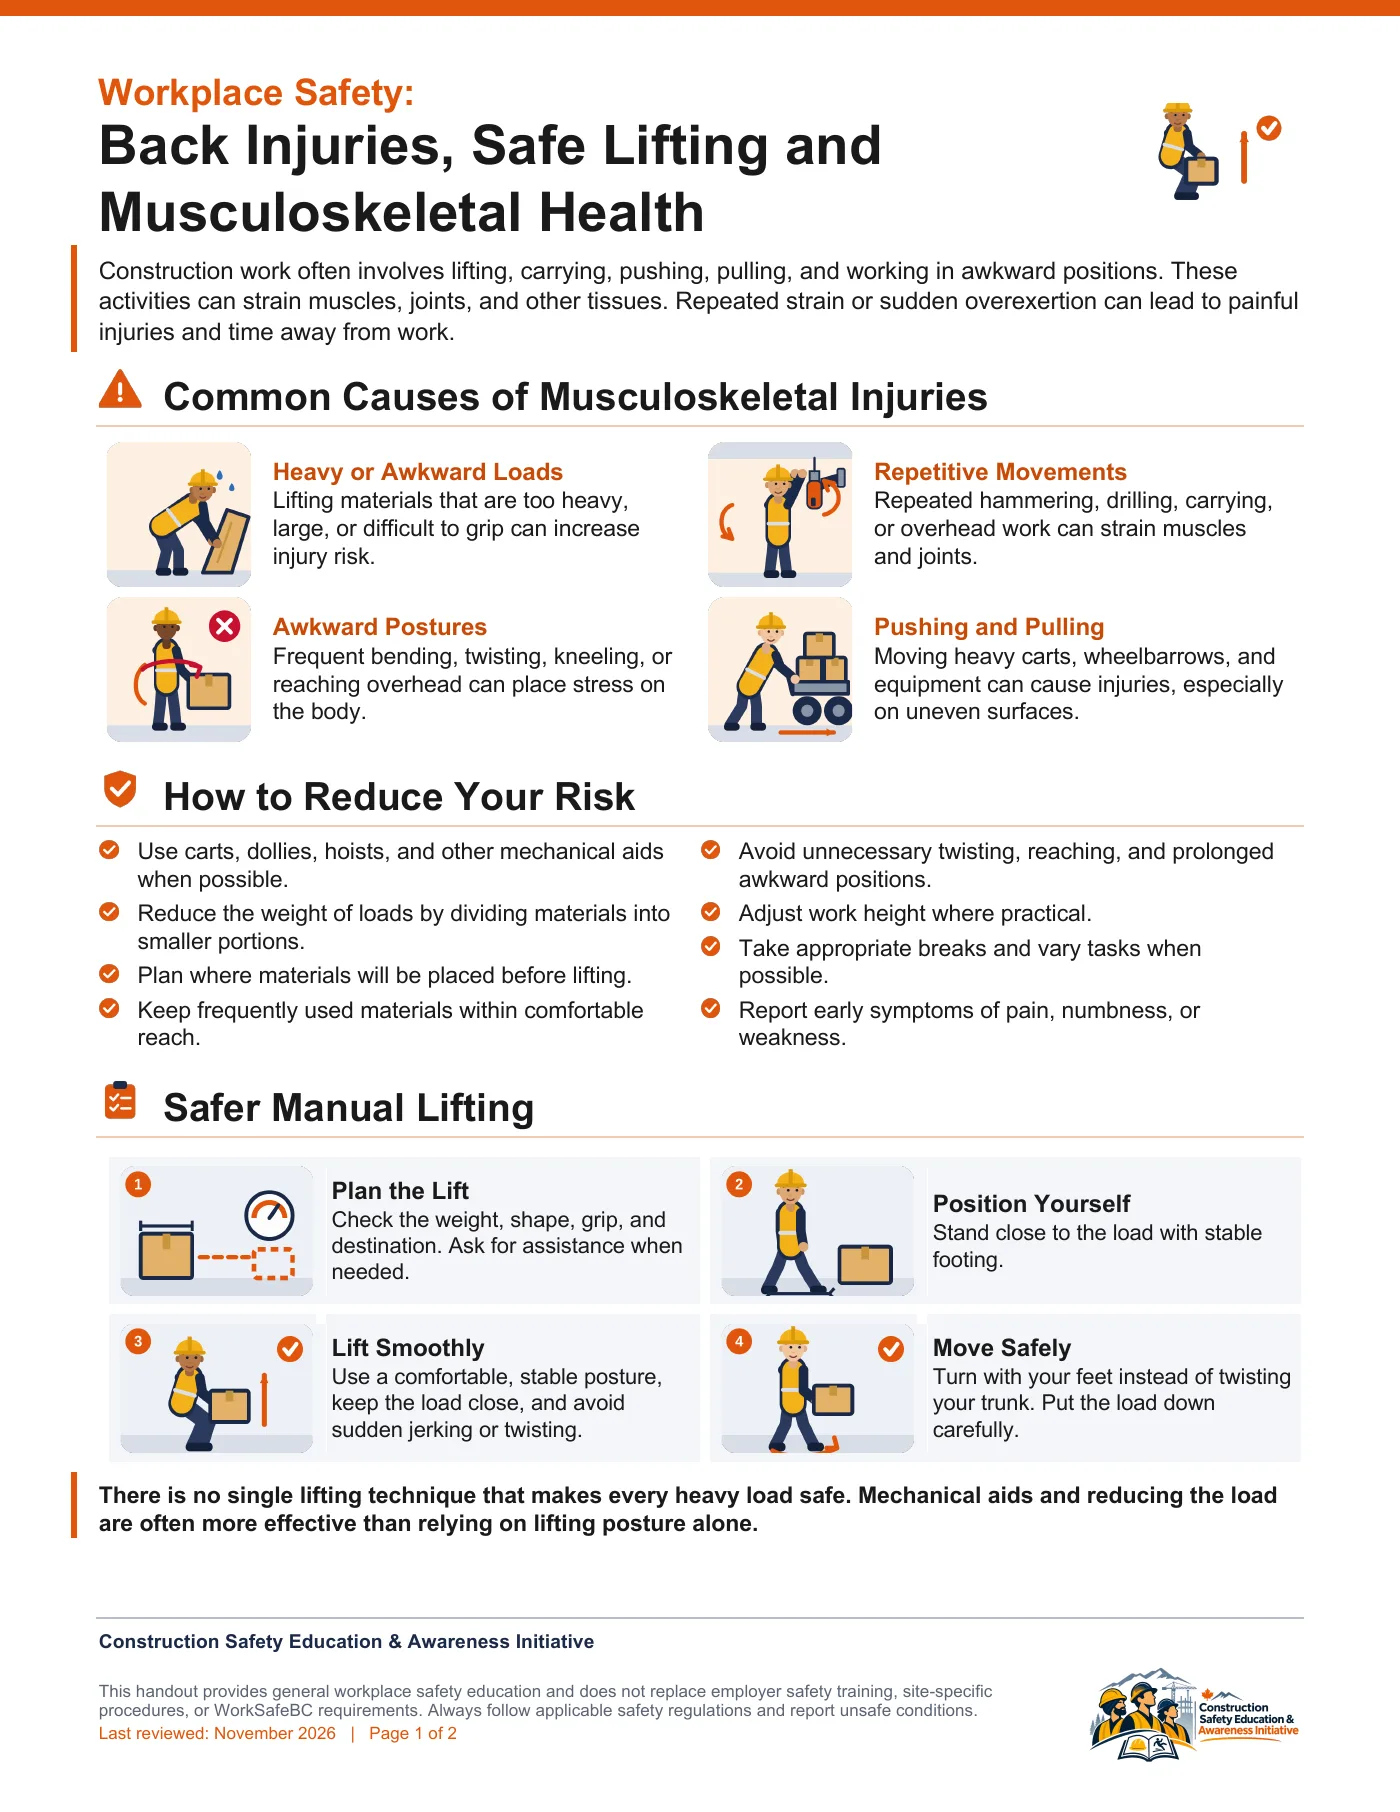 Workplace Safety:
Back Injuries, Safe Lifting and
Musculoskeletal Health
Construction work often involves lifting, carrying, pushing, pulling, and working in awkward positions. These
activities can strain muscles, joints, and other tissues. Repeated strain or sudden overexertion can lead to painful
injuries and time away from work.
Common Causes of Musculoskeletal Injuries
Heavy or Awkward Loads
Lifting materials that are too heavy,
large, or difficult to grip can increase
injury risk.
Repetitive Movements
Repeated hammering, drilling, carrying,
or overhead work can strain muscles
and joints.
Awkward Postures
Frequent bending, twisting, kneeling, or
reaching overhead can place stress on
the body.
Pushing and Pulling
Moving heavy carts, wheelbarrows, and
equipment can cause injuries, especially
on uneven surfaces.
How to Reduce Your Risk
Use carts, dollies, hoists, and other mechanical aids
when possible.
Reduce the weight of loads by dividing materials into
smaller portions.
Plan where materials will be placed before lifting.
Keep frequently used materials within comfortable
reach.
Avoid unnecessary twisting, reaching, and prolonged
awkward positions.
Adjust work height where practical.
Take appropriate breaks and vary tasks when
possible.
Report early symptoms of pain, numbness, or
weakness.
Safer Manual Lifting
1
Plan the Lift
Check the weight, shape, grip, and
destination. Ask for assistance when
needed.
2
Position Yourself
Stand close to the load with stable
footing.
3
Lift Smoothly
Use a comfortable, stable posture,
keep the load close, and avoid
sudden jerking or twisting.
4
Move Safely
Turn with your feet instead of twisting
your trunk. Put the load down
carefully.
There is no single lifting technique that makes every heavy load safe. Mechanical aids and reducing the load
are often more effective than relying on lifting posture alone.
Construction Safety Education & Awareness Initiative
This handout provides general workplace safety education and does not replace employer safety training, site-specific
procedures, or WorkSafeBC requirements. Always follow applicable safety regulations and report unsafe conditions.
Last reviewed: November 2026 | Page 1 of 2
Construction
Safety Education &
Awareness Initiative